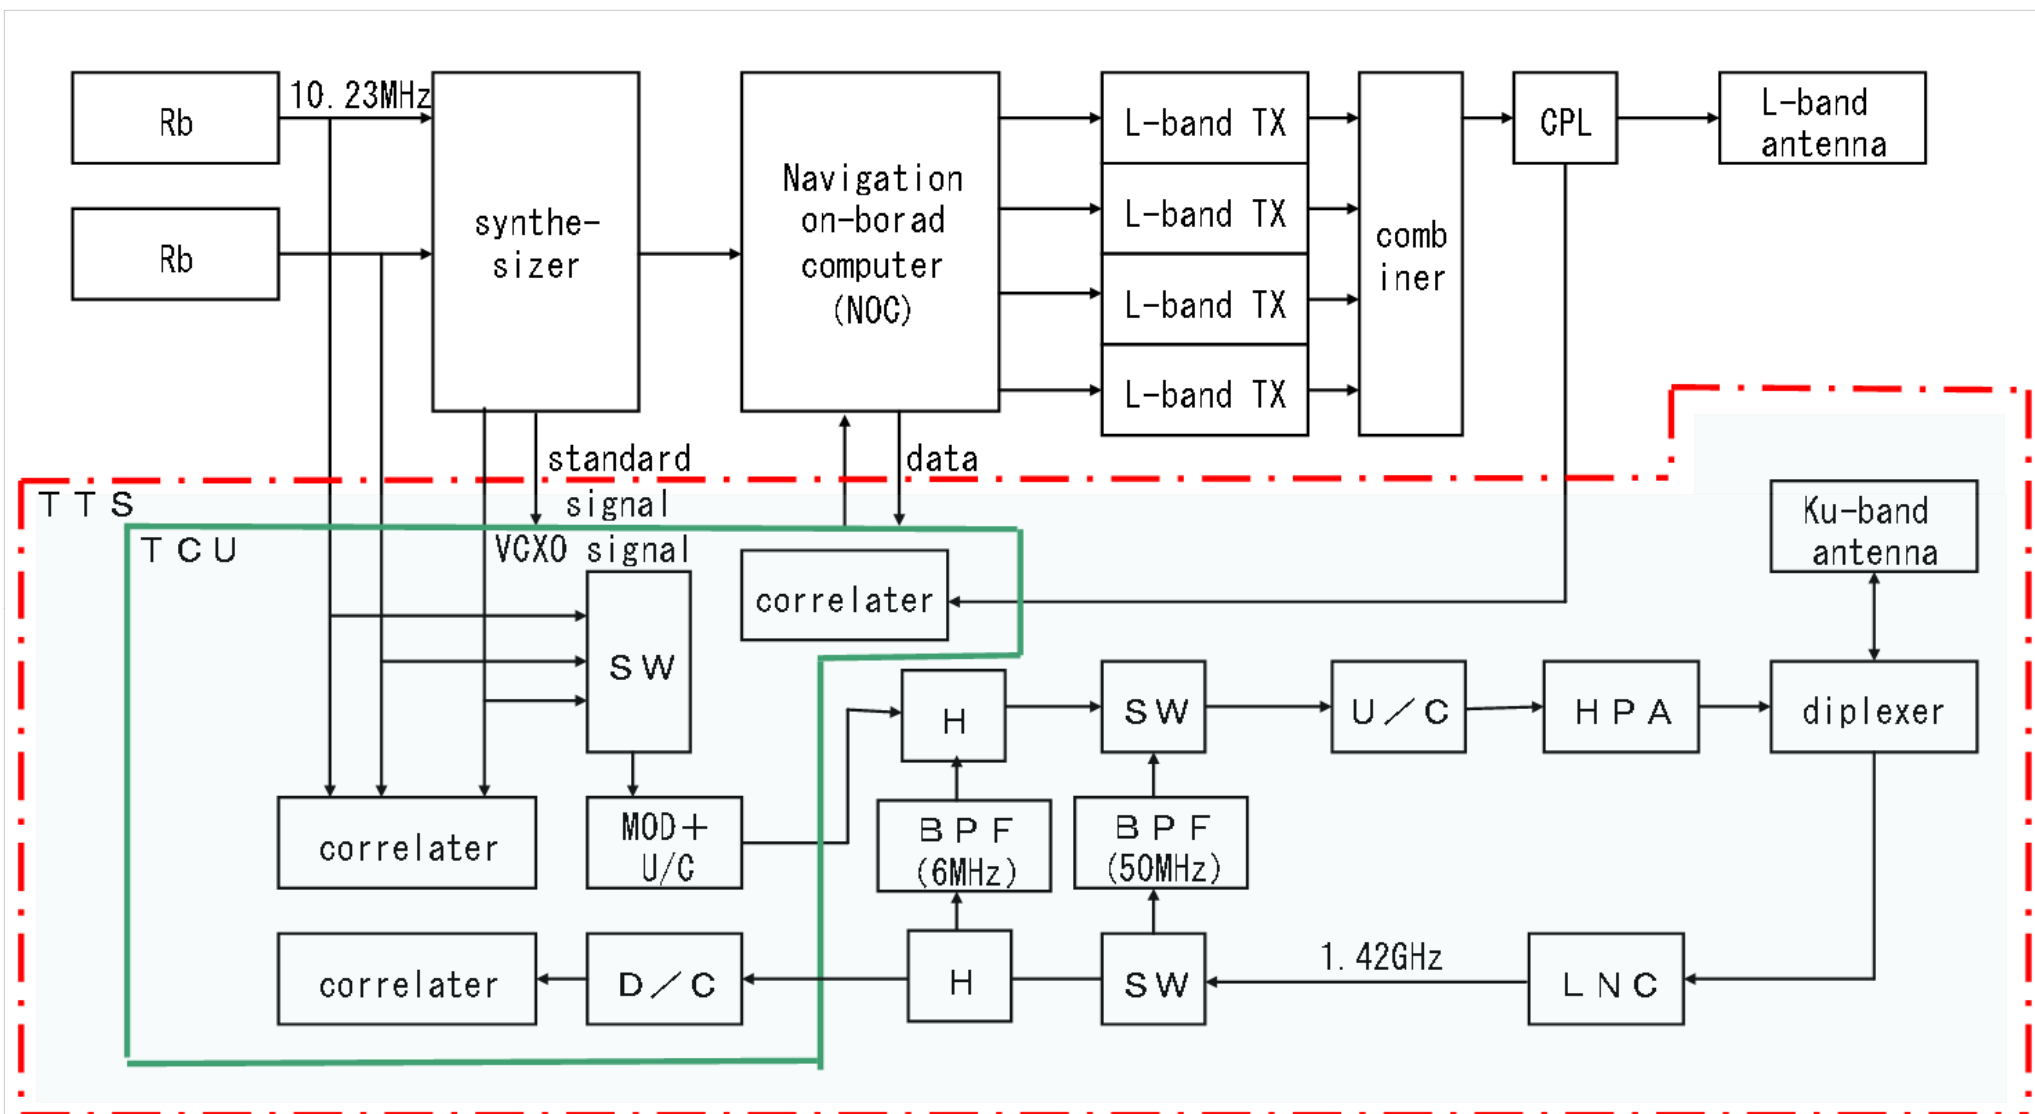 Rb
10.23MHz
Rb
synthe-
sizer
Navigation
on-borad
computer
(NOC)
L-band TX
L-band TX
L-band TX
L-band TX
comb
iner
CPL
L-band
antenna
standard
signal
data
TTS
TCU
VCXO signal
SW
correlater
Ku-band
antenna
H
SW
U/C
HPA
diplexer
correlater
MOD+
U/C
BPF
(6MHz)
BPF
(50MHz)
correlater
D/C
H
SW
1.42GHz
LNC